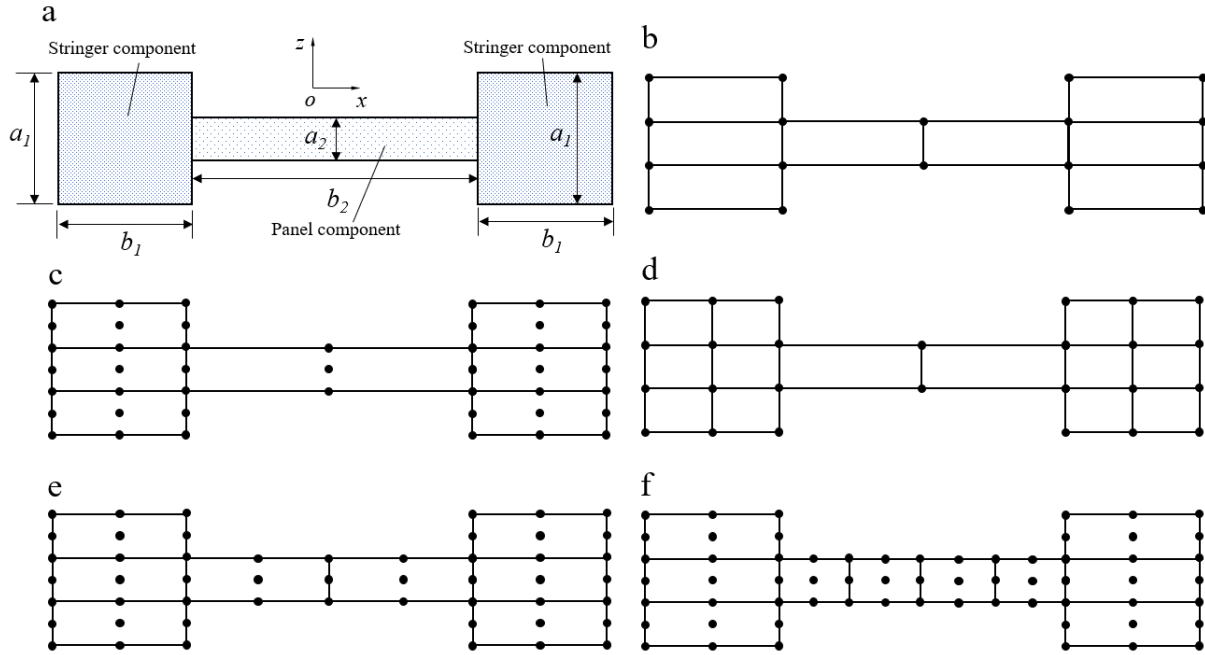 a
b
Stringer component
z
Stringer component
o
x
a1
a2
a1
b2
b1
Panel component
b1
c
d
e
f